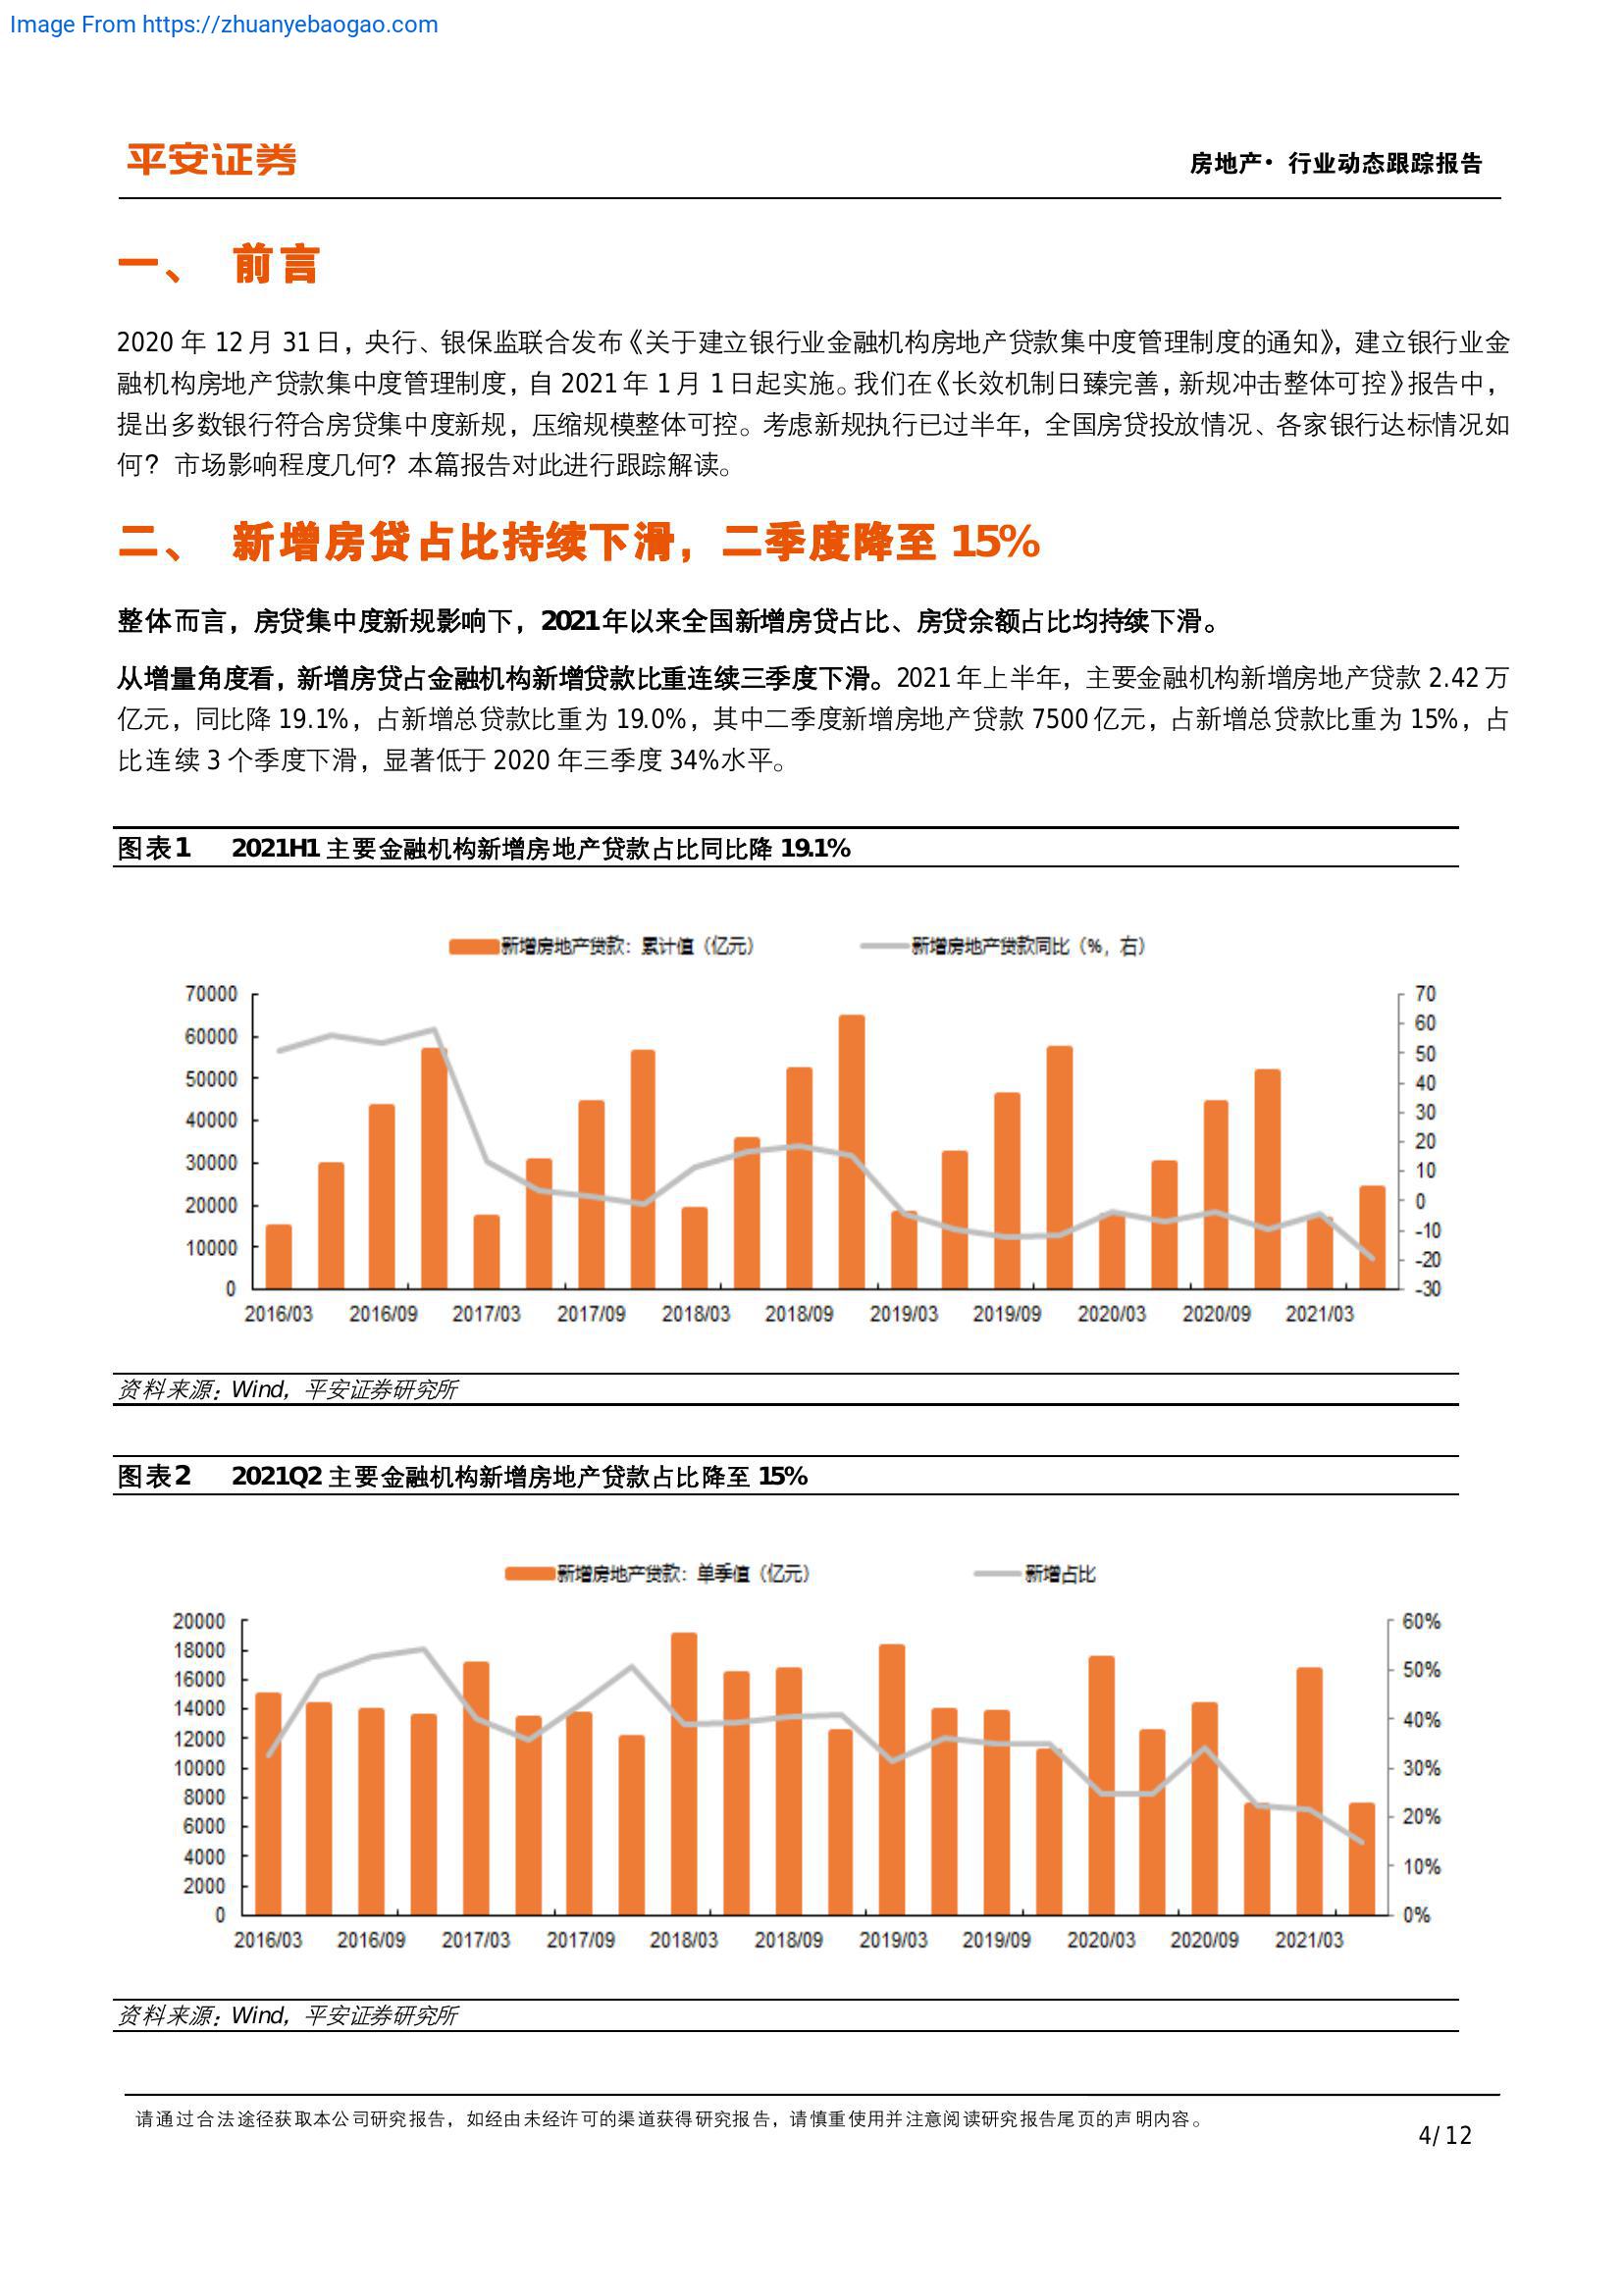 Image From https://zhuanyebaogao.com
平安证券
房地产· 行业动态跟踪报告
一、 前言
2020 年 12 月 31 日，央行、银保监联合发布《关于建立银行业金融机构房地产贷款集中度管理制度的通知》，建立银行业金
融机构房地产贷款集中度管理制度，自 2021 年 1 月 1 日起实施。我们在《长效机制日臻完善，新规冲击整体可控》报告中，
提出多数银行符合房贷集中度新规，压缩规模整体可控。考虑新规执行已过半年，全国房贷投放情况、各家银行达标情况如
何？ 市场影响程度几何？本篇报告对此进行跟踪解读。
二、 新增房贷占比持续下滑，二季度降至 15%
整体而言，房贷集中度新规影响下，2021 年以来全国新增房贷占比、房贷余额占比均持续下滑。
从增量角度看，新增房贷占金融机构新增贷款比重连续三季度下滑。2021 年上半年，主要金融机构新增房地产贷款 2.42 万
亿元，同比降 19.1%，占新增总贷款比重为 19.0%，其中二季度新增房地产贷款 7500 亿元，占新增总贷款比重为 15%，占
比连续 3 个季度下滑，显著低于 2020 年三季度 34%水平。
图表1 2021H1 主要金融机构新增房地产贷款占比同比降 19.1%
新增房地产贷款：累计值（亿元） 新增房地产贷款同比（%，右）
70000 70
60000 60
50000 50
40000 40
30000 30
20000 20
10000 10
0 0
-10
-20
-30
2016/03 2016/09 2017/03 2017/09 2018/03 2018/09 2019/03 2019/09 2020/03 2020/09 2021/03
资料来源：Wind，平安证券研究所
图表2 2021Q2 主要金融机构新增房地产贷款占比降至 15%
新增房地产贷款：单季值（亿元） 新增占比
20000 60%
18000
16000 50%
14000 40%
12000
10000 30%
8000
6000 20%
4000 10%
2000
0 0%
2016/03 2016/09 2017/03 2017/09 2018/03 2018/09 2019/03 2019/09 2020/03 2020/09 2021/03
资料来源：Wind，平安证券研究所
请通过合法途径获取本公司研究报告，如经由未经许可的渠道获得研究报告，请慎重使用并注意阅读研究报告尾页的声明内容。
4/ 12